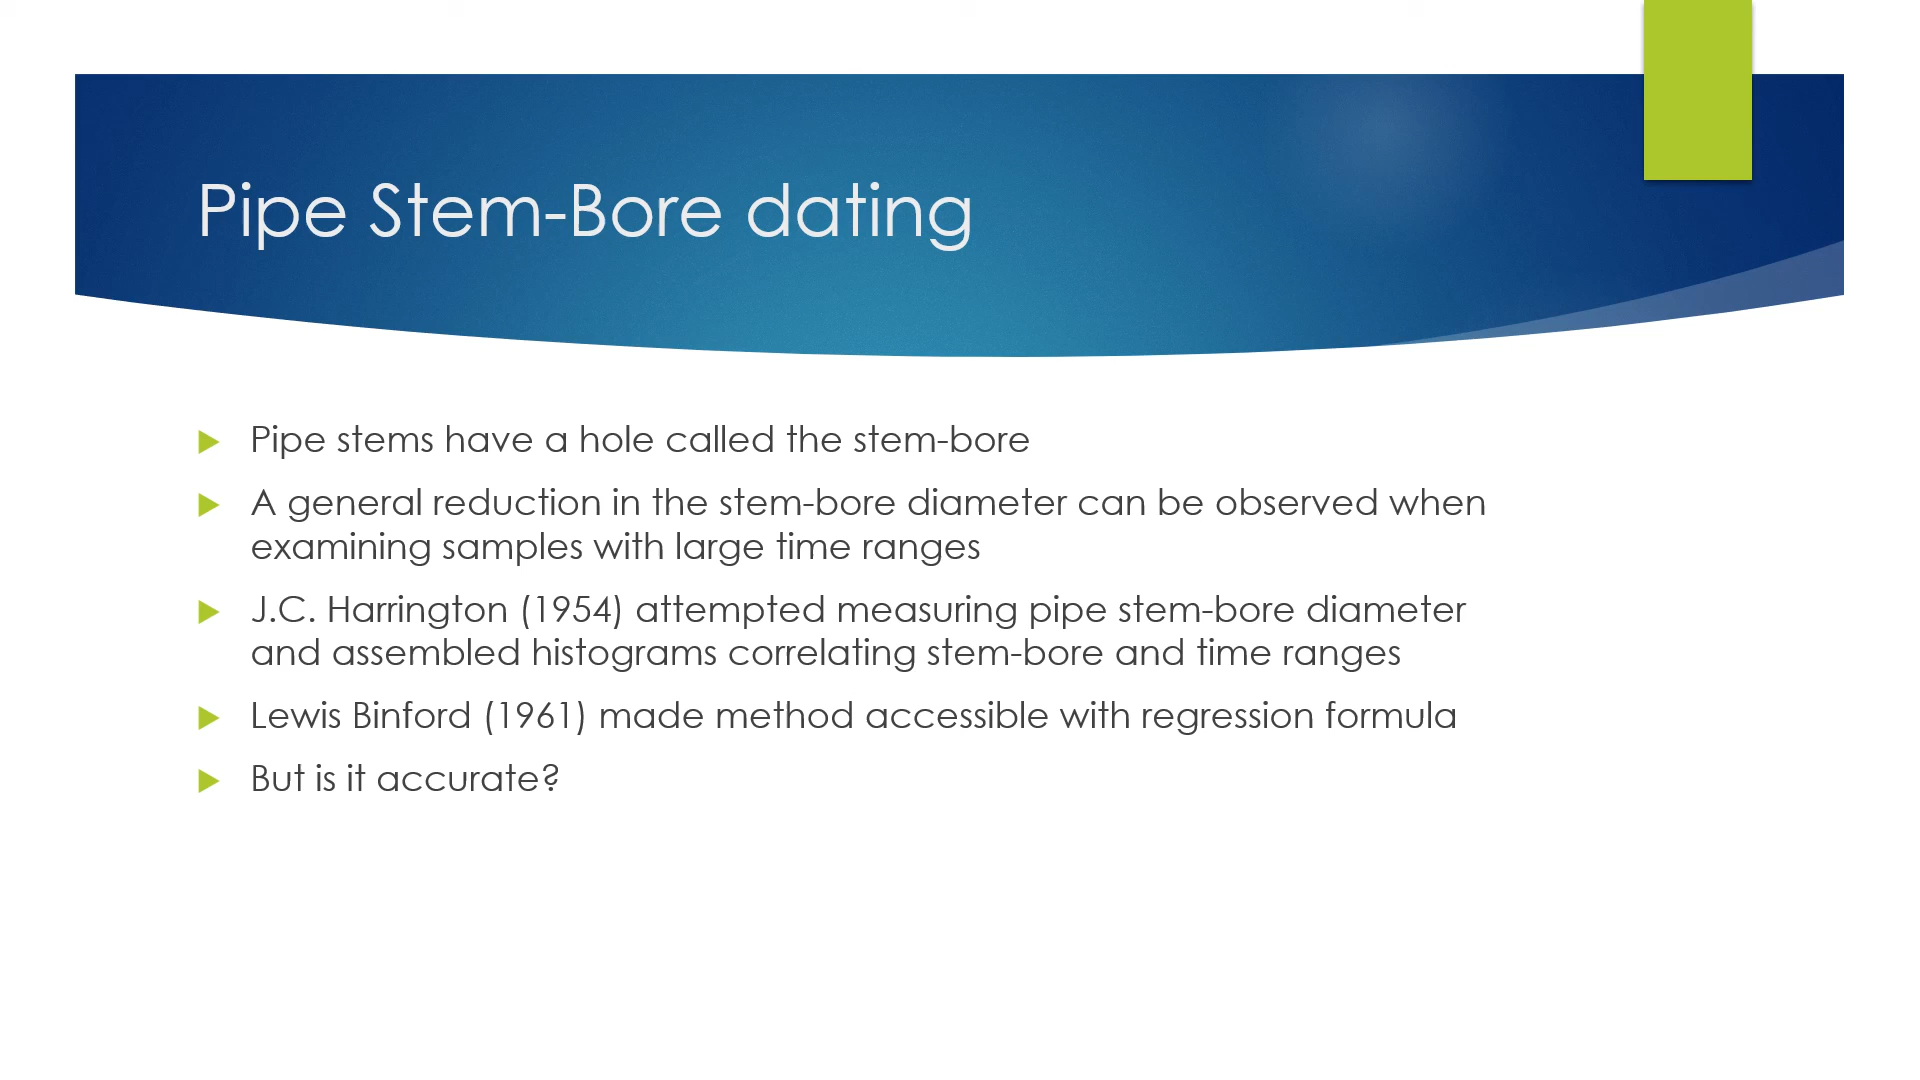 Pipe Stem-Bore dating
Pipe stems have a hole called the stem-bore
A general reduction in the stem-bore diameter can be observed when
examining samples with large time ranges
J.C. Harrington (1954) attempted measuring pipe stem-bore diameter
and assembled histograms correlating stem-bore and time ranges
Lewis Binford (1961) made method accessible with regression formula
But is it accurate?